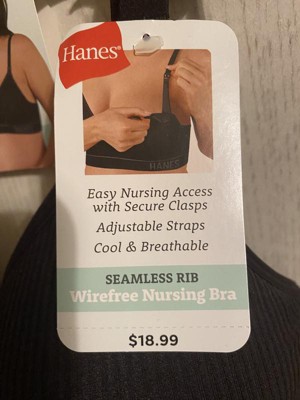 Hanes®
HANES
Easy Nursing Access
with Secure Clasps
Adjustable Straps
Cool & Breathable
SEAMLESS RIB
Wirefree Nursing Bra
$18.99